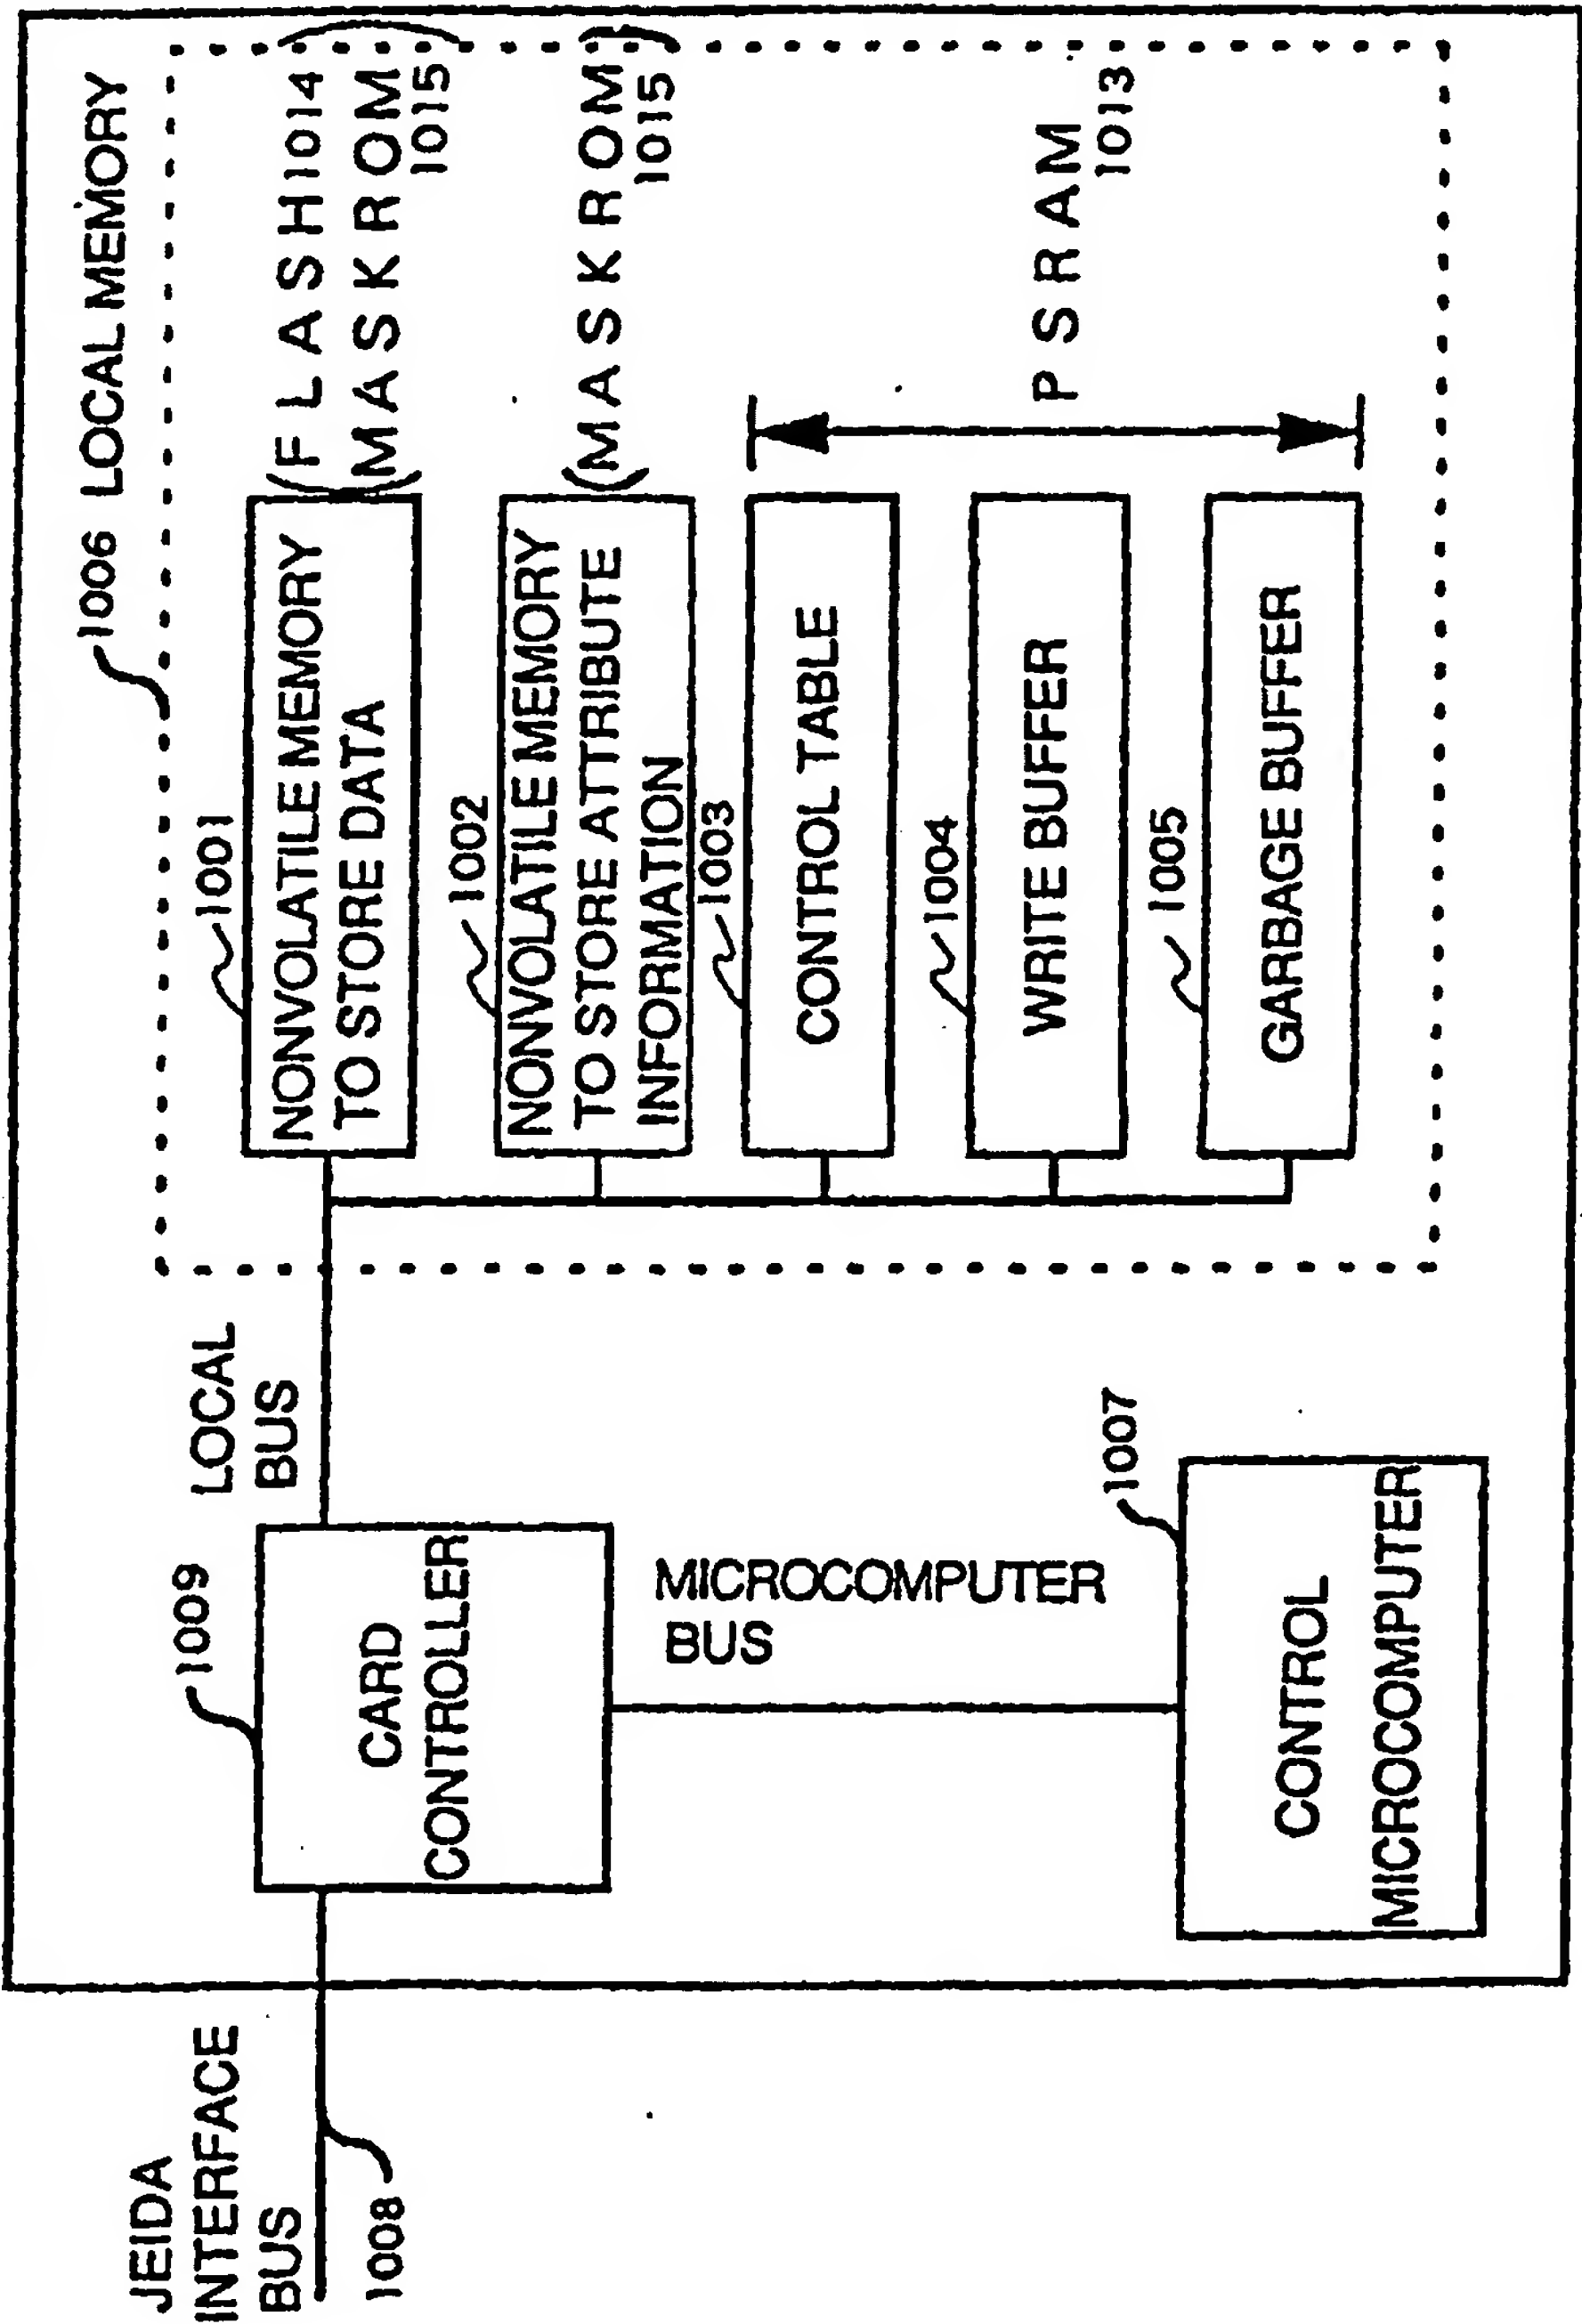 1006 LOCAL MEMORY
1001
NONVOLATILE MEMORY
TO STORE DATA
(FLASH 1014
MASKROM)
1015
1002
NONVOLATILE MEMORY
TO STORE ATTRIBUTE
INFORMATION
(MASKROM)
1015
1003
CONTROL TABLE
1004
WRITE BUFFER
1005
GARBAGE BUFFER
PSRAM
1013
LOCAL
BUS
1009
CARD
CONTROLLER
MICROCOMPUTER
BUS
1007
CONTROL
MICROCOMPUTER
JEIDA
INTERFACE
BUS
1008